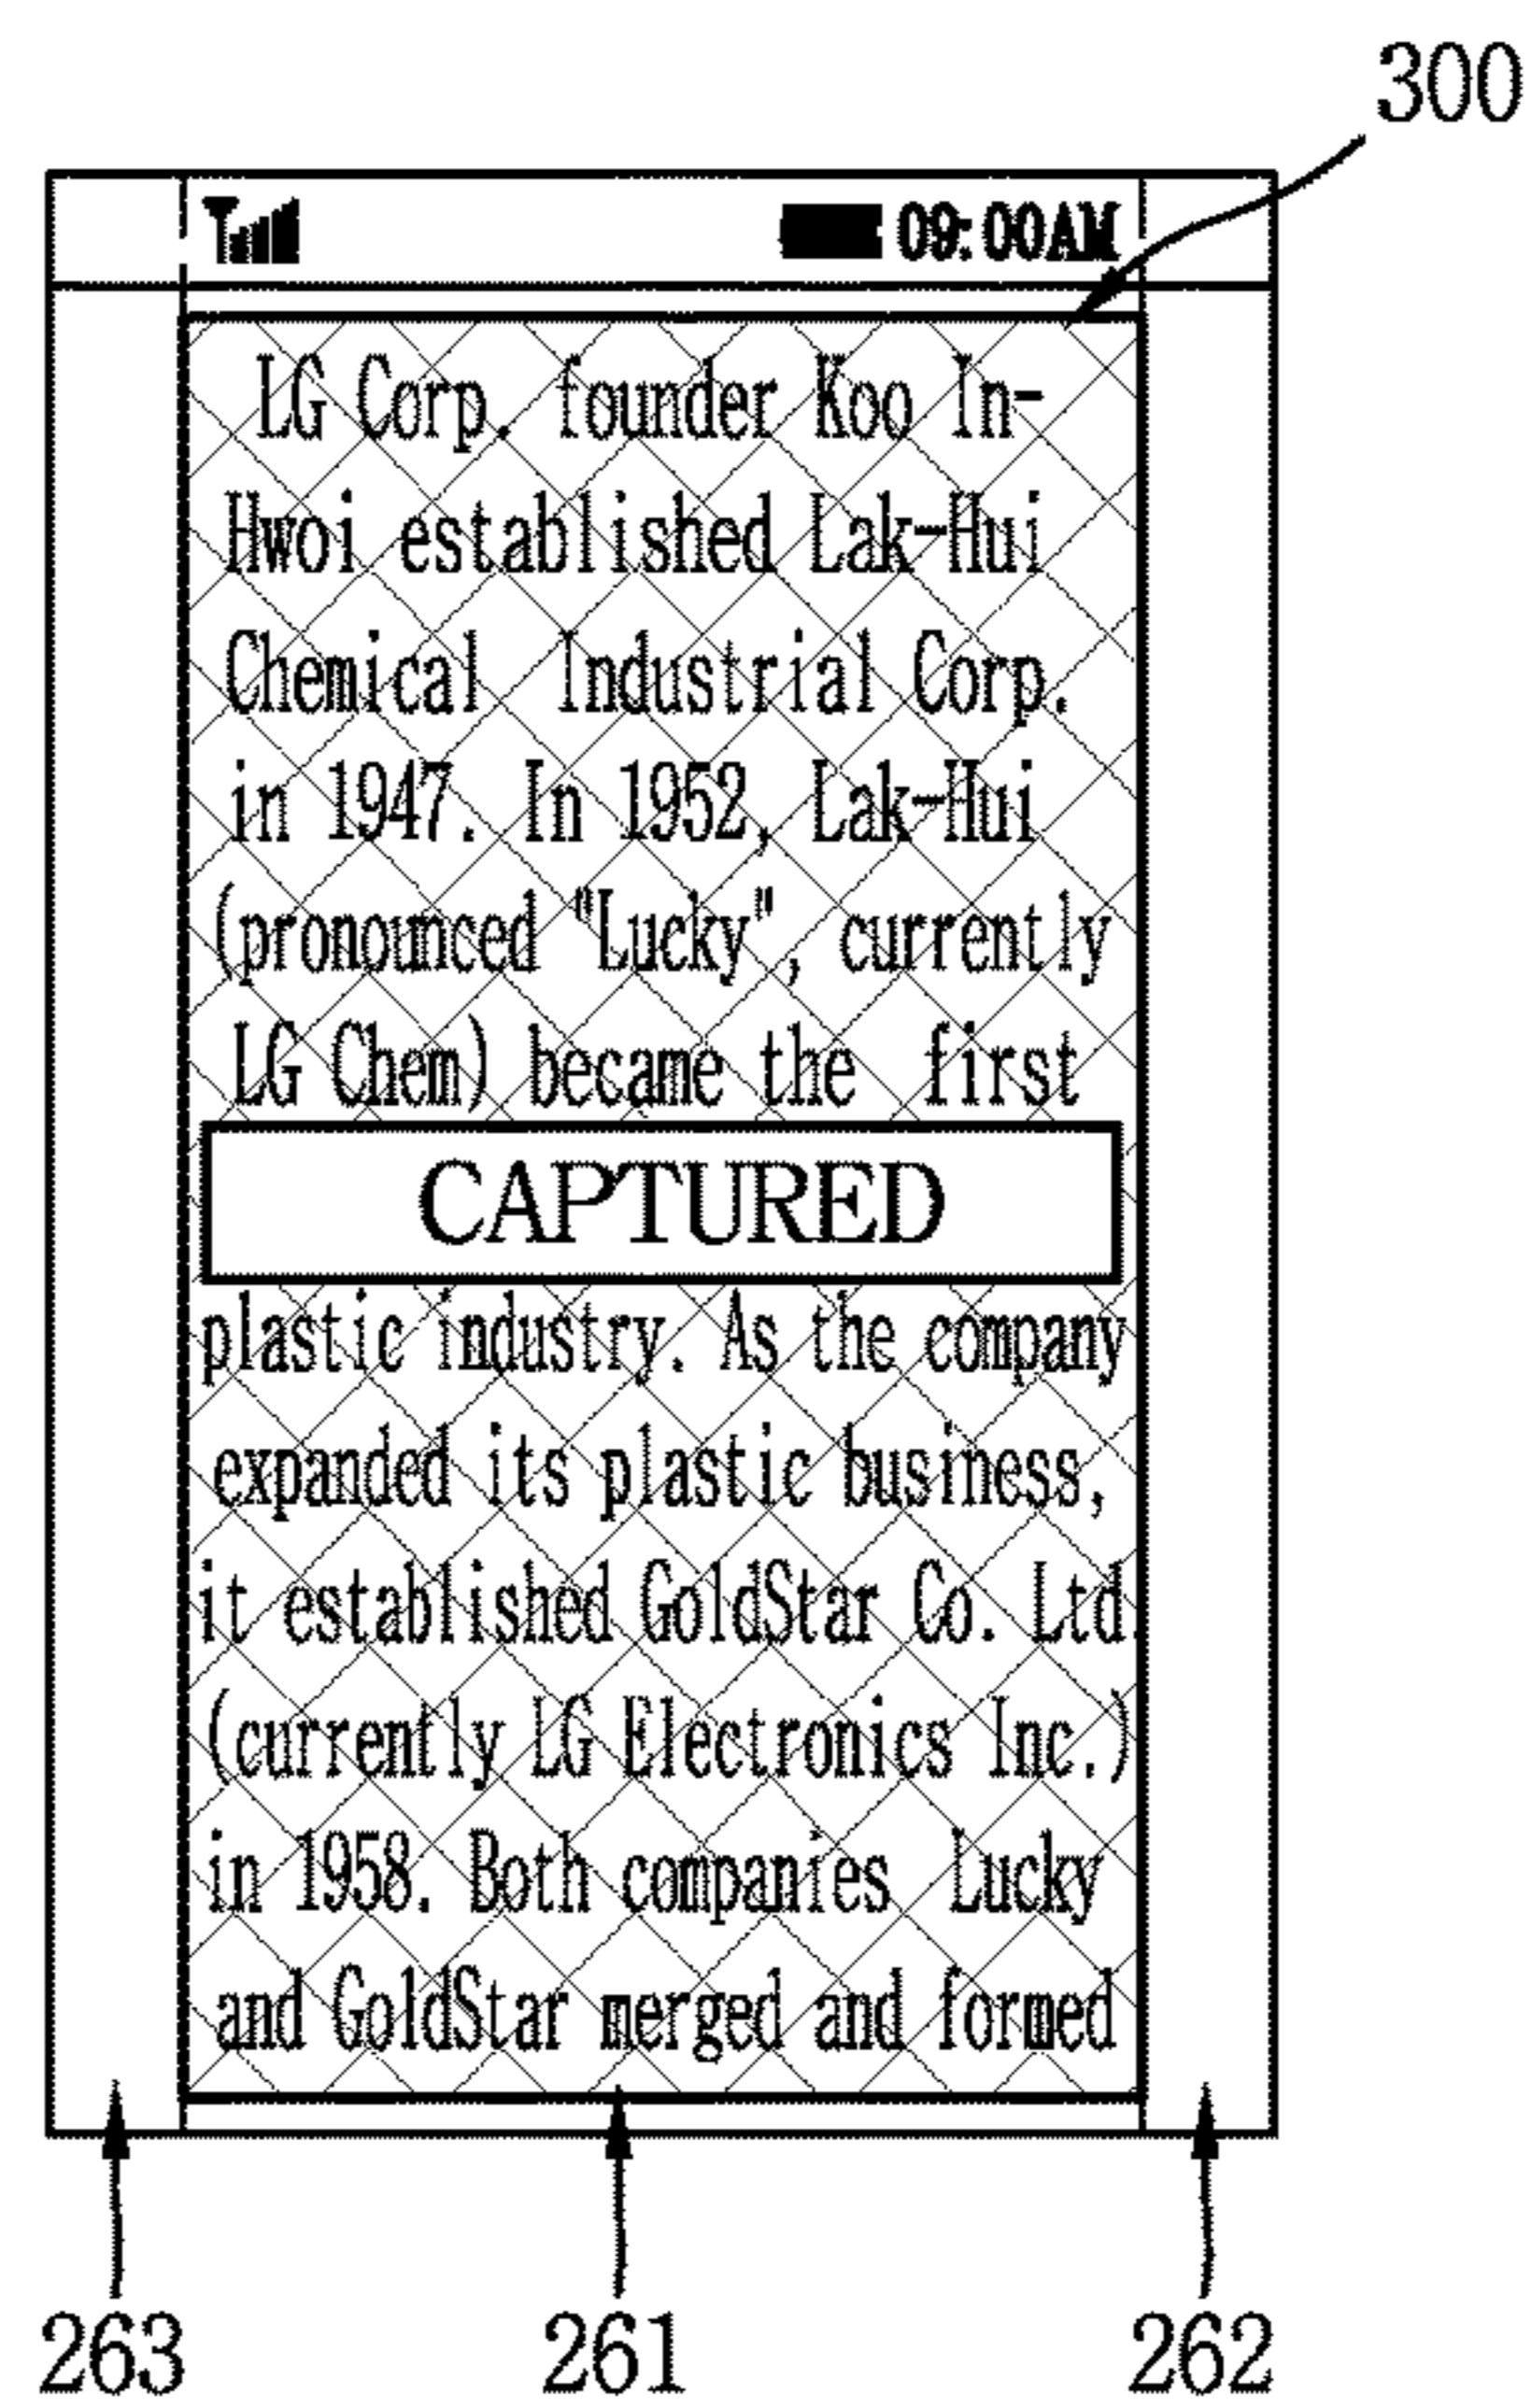 300
09:00AM
LG Corp. founder Koo In-
Hwoi established Lak-Hui
Chemical Industrial Corp.
in 1947. In 1952, Lak-Hui
(pronounced "Lucky", currently
LG Chem) became the first
CAPTURED
plastic industry. As the company
expanded its plastic business,
it established GoldStar Co. Ltd.
(currently LG Electronics Inc.)
in 1958. Both companies Lucky
and GoldStar merged and formed
263 261 262